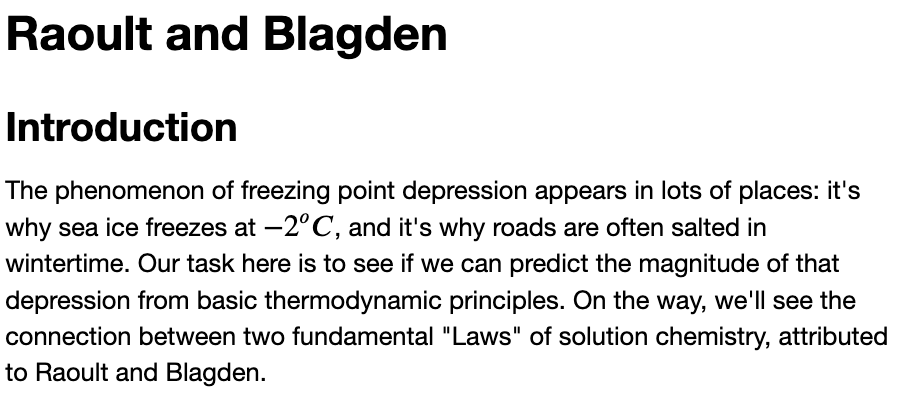 Raoult and Blagden
Introduction
The phenomenon of freezing point depression appears in lots of places: it's
why sea ice freezes at −2°C, and it's why roads are often salted in
wintertime. Our task here is to see if we can predict the magnitude of that
depression from basic thermodynamic principles. On the way, we'll see the
connection between two fundamental "Laws" of solution chemistry, attributed
to Raoult and Blagden.